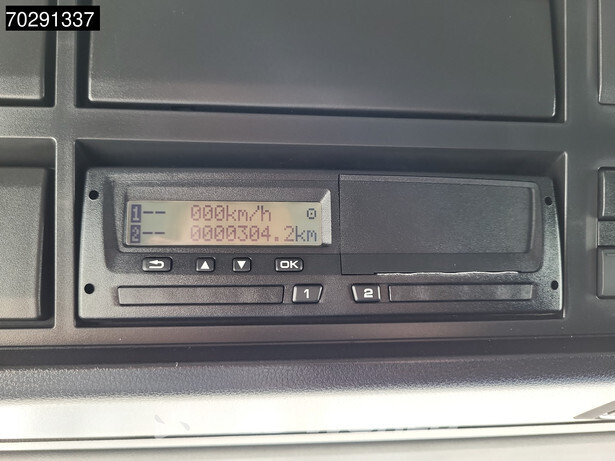 70291337
1-- 000km/h
2-- 0000304.2km
OK
1 2